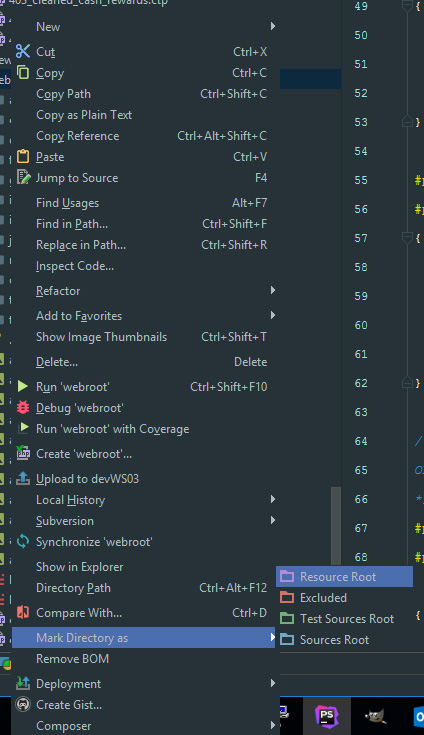 403_cleaned_cash_rewards.ctp
New
Cut Ctrl+X
Copy Ctrl+C
Copy Path Ctrl+Shift+C
Copy as Plain Text
Copy Reference Ctrl+Alt+Shift+C
Paste Ctrl+V
Jump to Source F4
Find Usages Alt+F7
Find in Path... Ctrl+Shift+F
Replace in Path... Ctrl+Shift+R
Inspect Code...
Refactor
Add to Favorites
Show Image Thumbnails Ctrl+Shift+T
Delete... Delete
Run 'webroot' Ctrl+Shift+F10
Debug 'webroot'
Run 'webroot' with Coverage
Create 'webroot'...
Upload to devWS03
Local History
Subversion
Synchronize 'webroot'
Show in Explorer
Directory Path Ctrl+Alt+F12
Compare With... Ctrl+D
Mark Directory as
Remove BOM
Deployment
Create Gist...
Composer
Resource Root
Excluded
Test Sources Root
Sources Root
49 {
50
51
52
53 }
54
55 #
56 #
57 {
58
59
60
61
62 }
63
64 /
65
66 *
67 #
68 #
{
PS